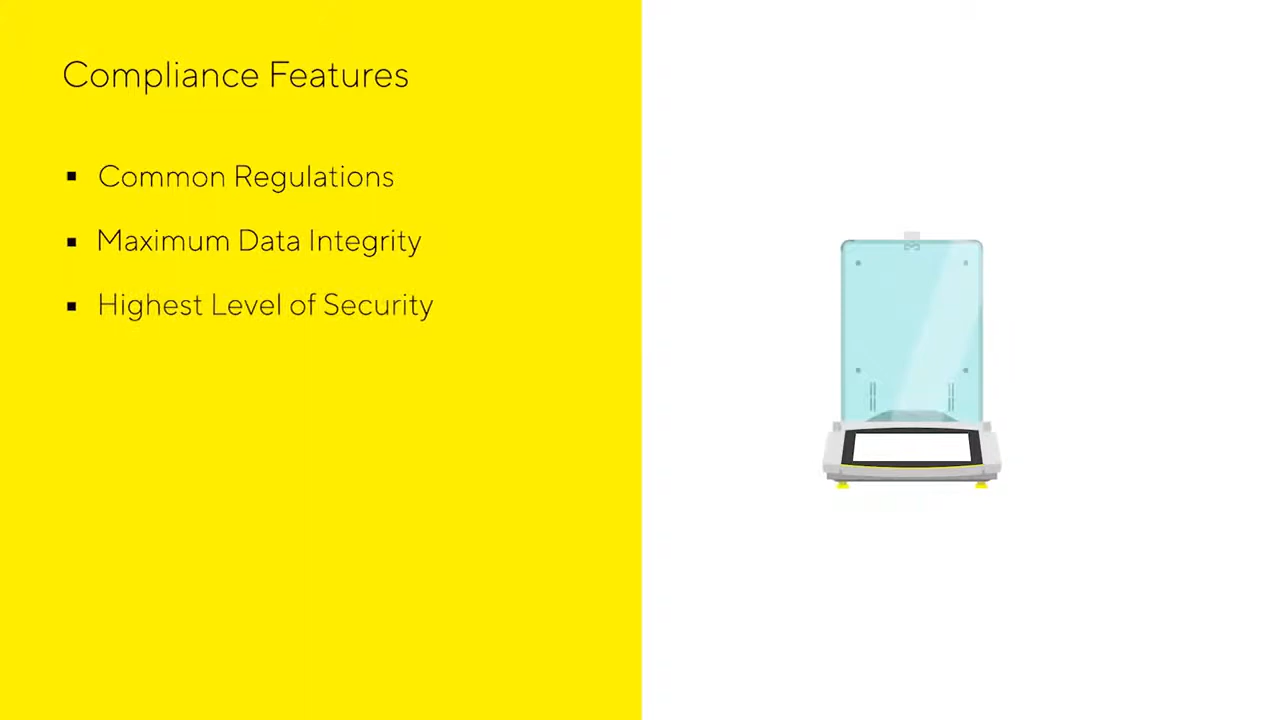 Compliance Features
Common Regulations
Maximum Data Integrity
Highest Level of Security